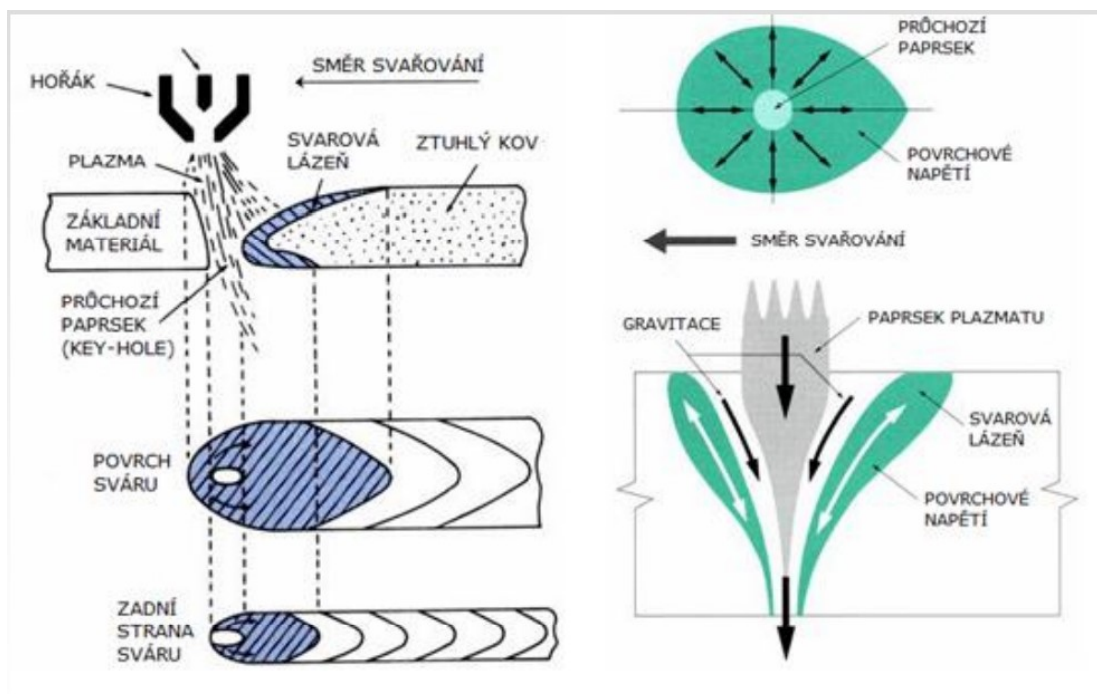 HOŘÁK
SMĚR SVAŘOVÁNÍ
PLAZMA
SVAROVÁ
LÁZEŇ
ZTUHLÝ KOV
ZÁKLADNÍ
MATERIÁL
PRŮCHOZÍ
PAPRSEK
(KEY-HOLE)
POVRCH
SVÁRU
ZADNÍ
STRANA
SVÁRU
PRŮCHOZÍ
PAPRSEK
POVRCHOVÉ
NAPĚTÍ
SMĚR SVAŘOVÁNÍ
GRAVITACE
PAPRSEK PLAZMATU
SVAROVÁ
LÁZEŇ
POVRCHOVÉ
NAPĚTÍ